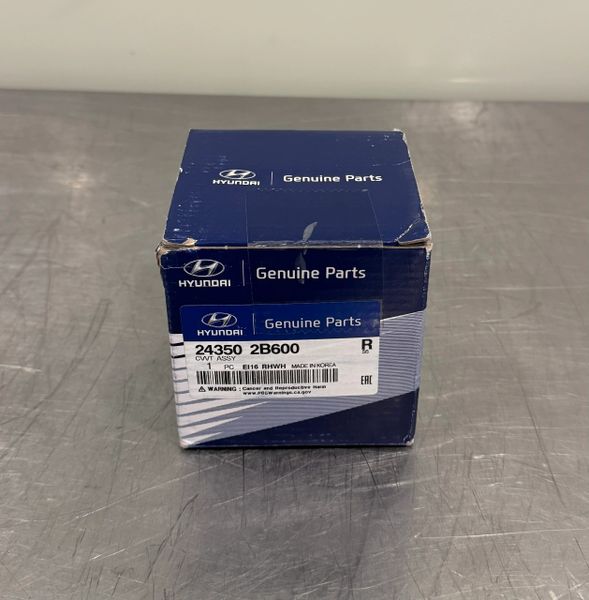 HYUNDAI Genuine Parts
HYUNDAI Genuine Parts
HYUNDAI Genuine Parts
24350 2B600 R
CVVT ASSY
1 PC EI16 RHWH MADE IN KOREA
EAC
WARNING : Cancer and Reproductive Harm
www.P65Warnings.ca.gov